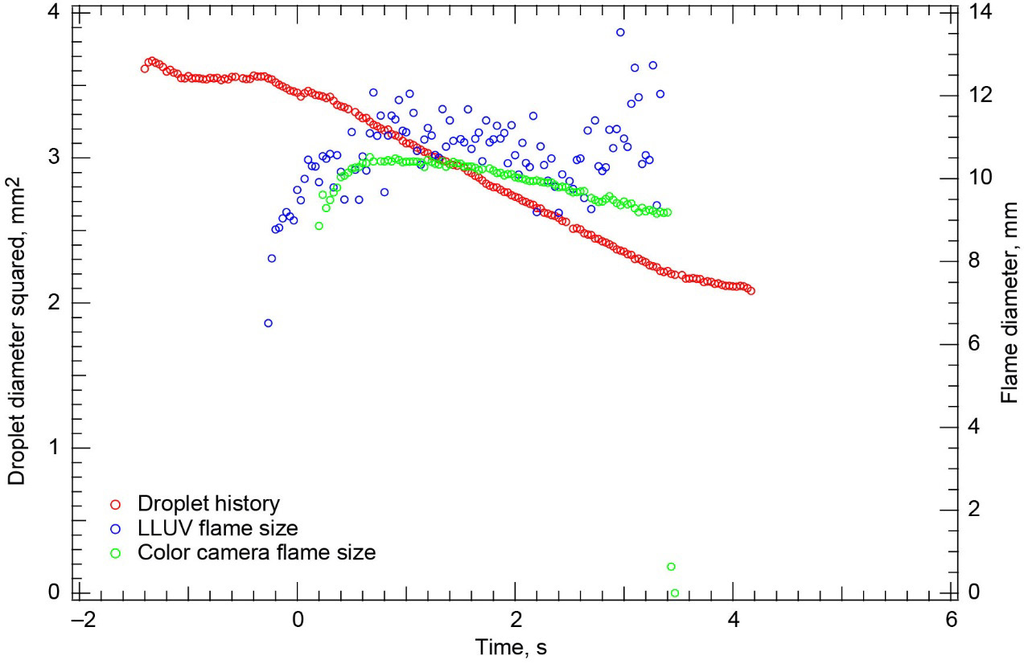 4
3
2
1
0
Droplet diameter squared, mm2
14
12
10
8
6
4
2
0
Flame diameter, mm
Droplet history
LLUV flame size
Color camera flame size
–2 0 2 4 6
Time, s